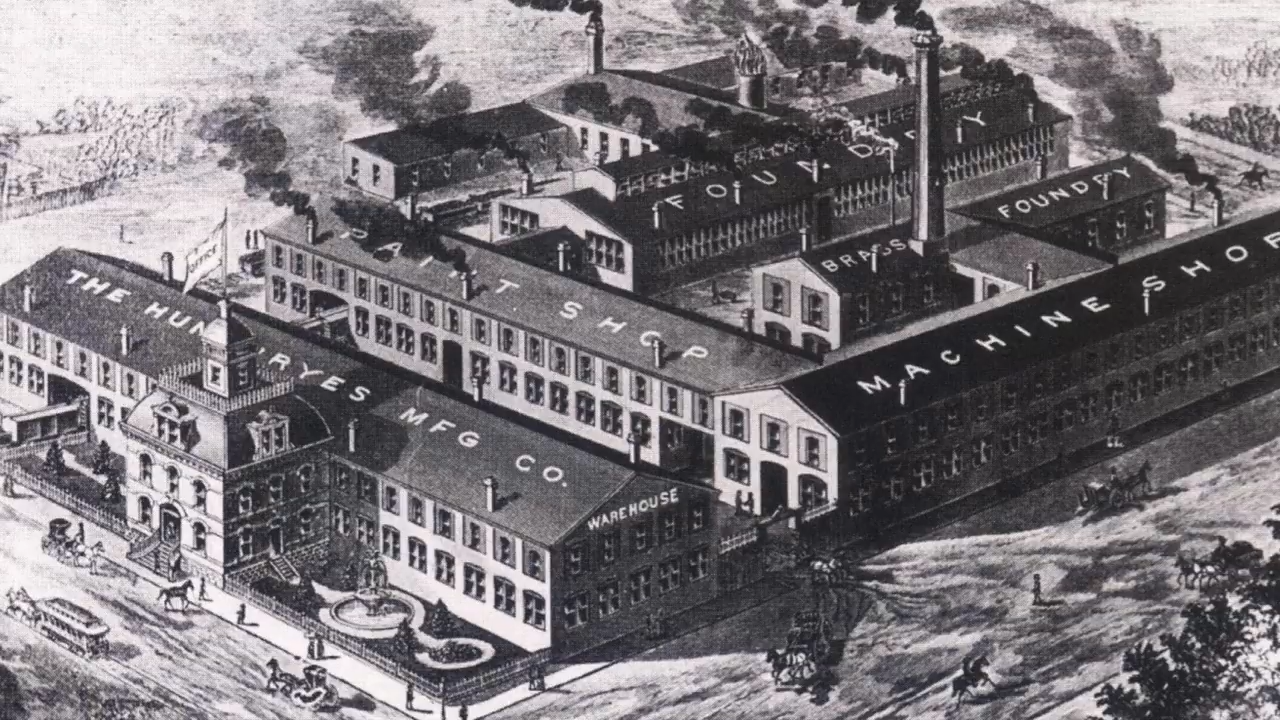 FOUNDRY
FOUNDRY
BRASS
PAINT. SHOP
MACHINE SHOP
THE HUM RYES MFG CO.
WAREHOUSE